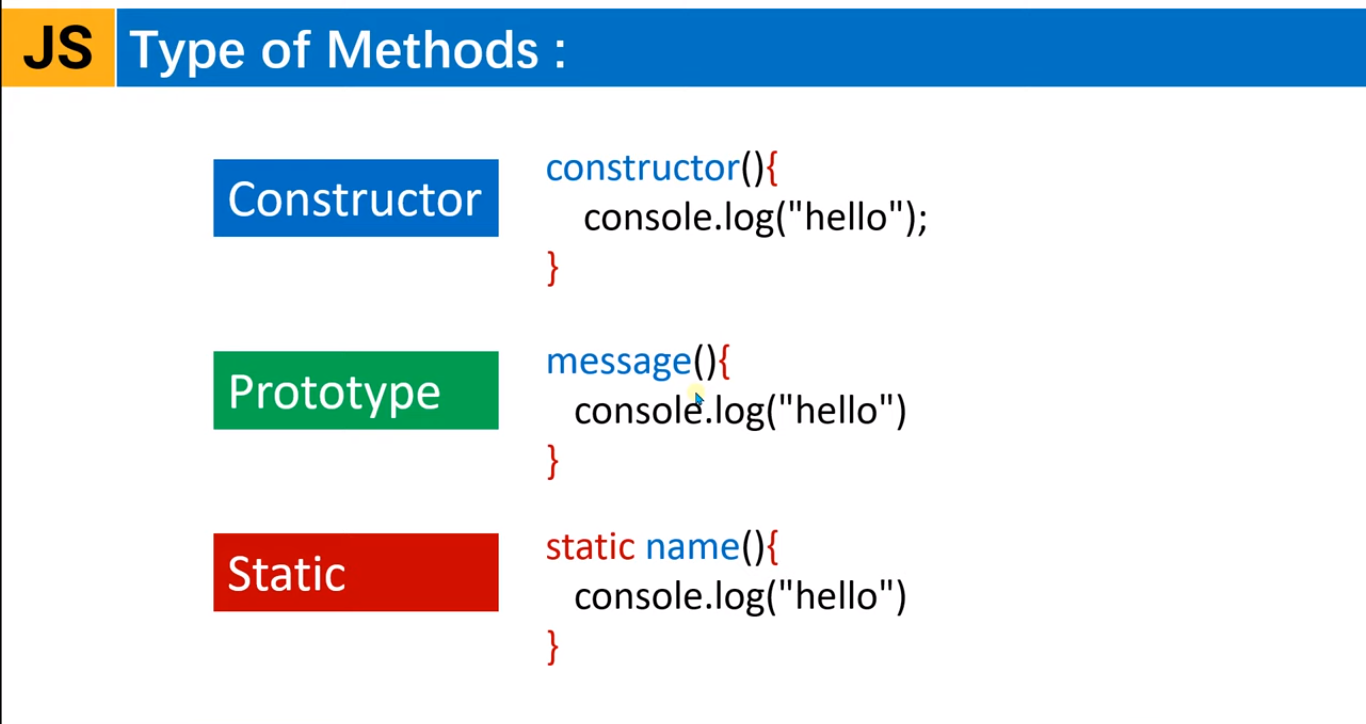 JS Type of Methods :
Constructor
constructor(){
console.log("hello");
}
Prototype
message(){
console.log("hello")
}
Static
static name(){
console.log("hello")
}